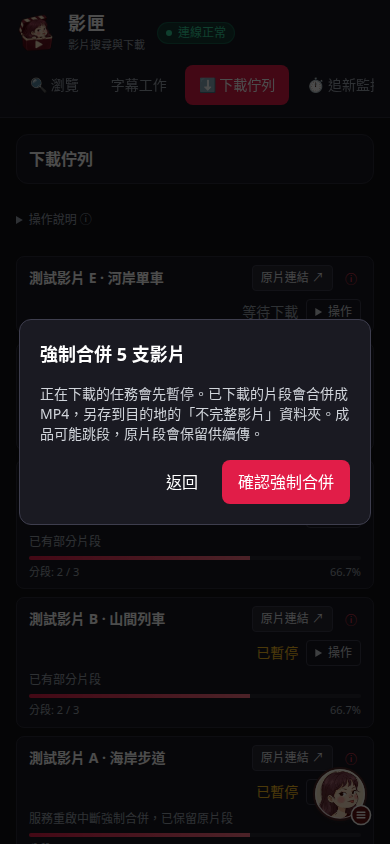 影匣
影片搜尋與下載
連線正常
瀏覽
字幕工作
下載佇列
追新監
下載佇列
操作說明 ⓘ
測試影片 E · 河岸單車
原片連結 ↗
ⓘ
等待下載
▶ 操作
強制合併 5 支影片
正在下載的任務會先暫停。已下載的片段會合併成
MP4，另存到目的地的「不完整影片」資料夾。成
品可能跳段，原片段會保留供續傳。
返回
確認強制合併
已有部分片段
分段: 2 / 3
66.7%
測試影片 B · 山間列車
原片連結 ↗
ⓘ
已暫停
▶ 操作
已有部分片段
分段: 2 / 3
66.7%
測試影片 A · 海岸步道
原片連結 ↗
ⓘ
已暫停
服務重啟中斷強制合併，已保留原片段